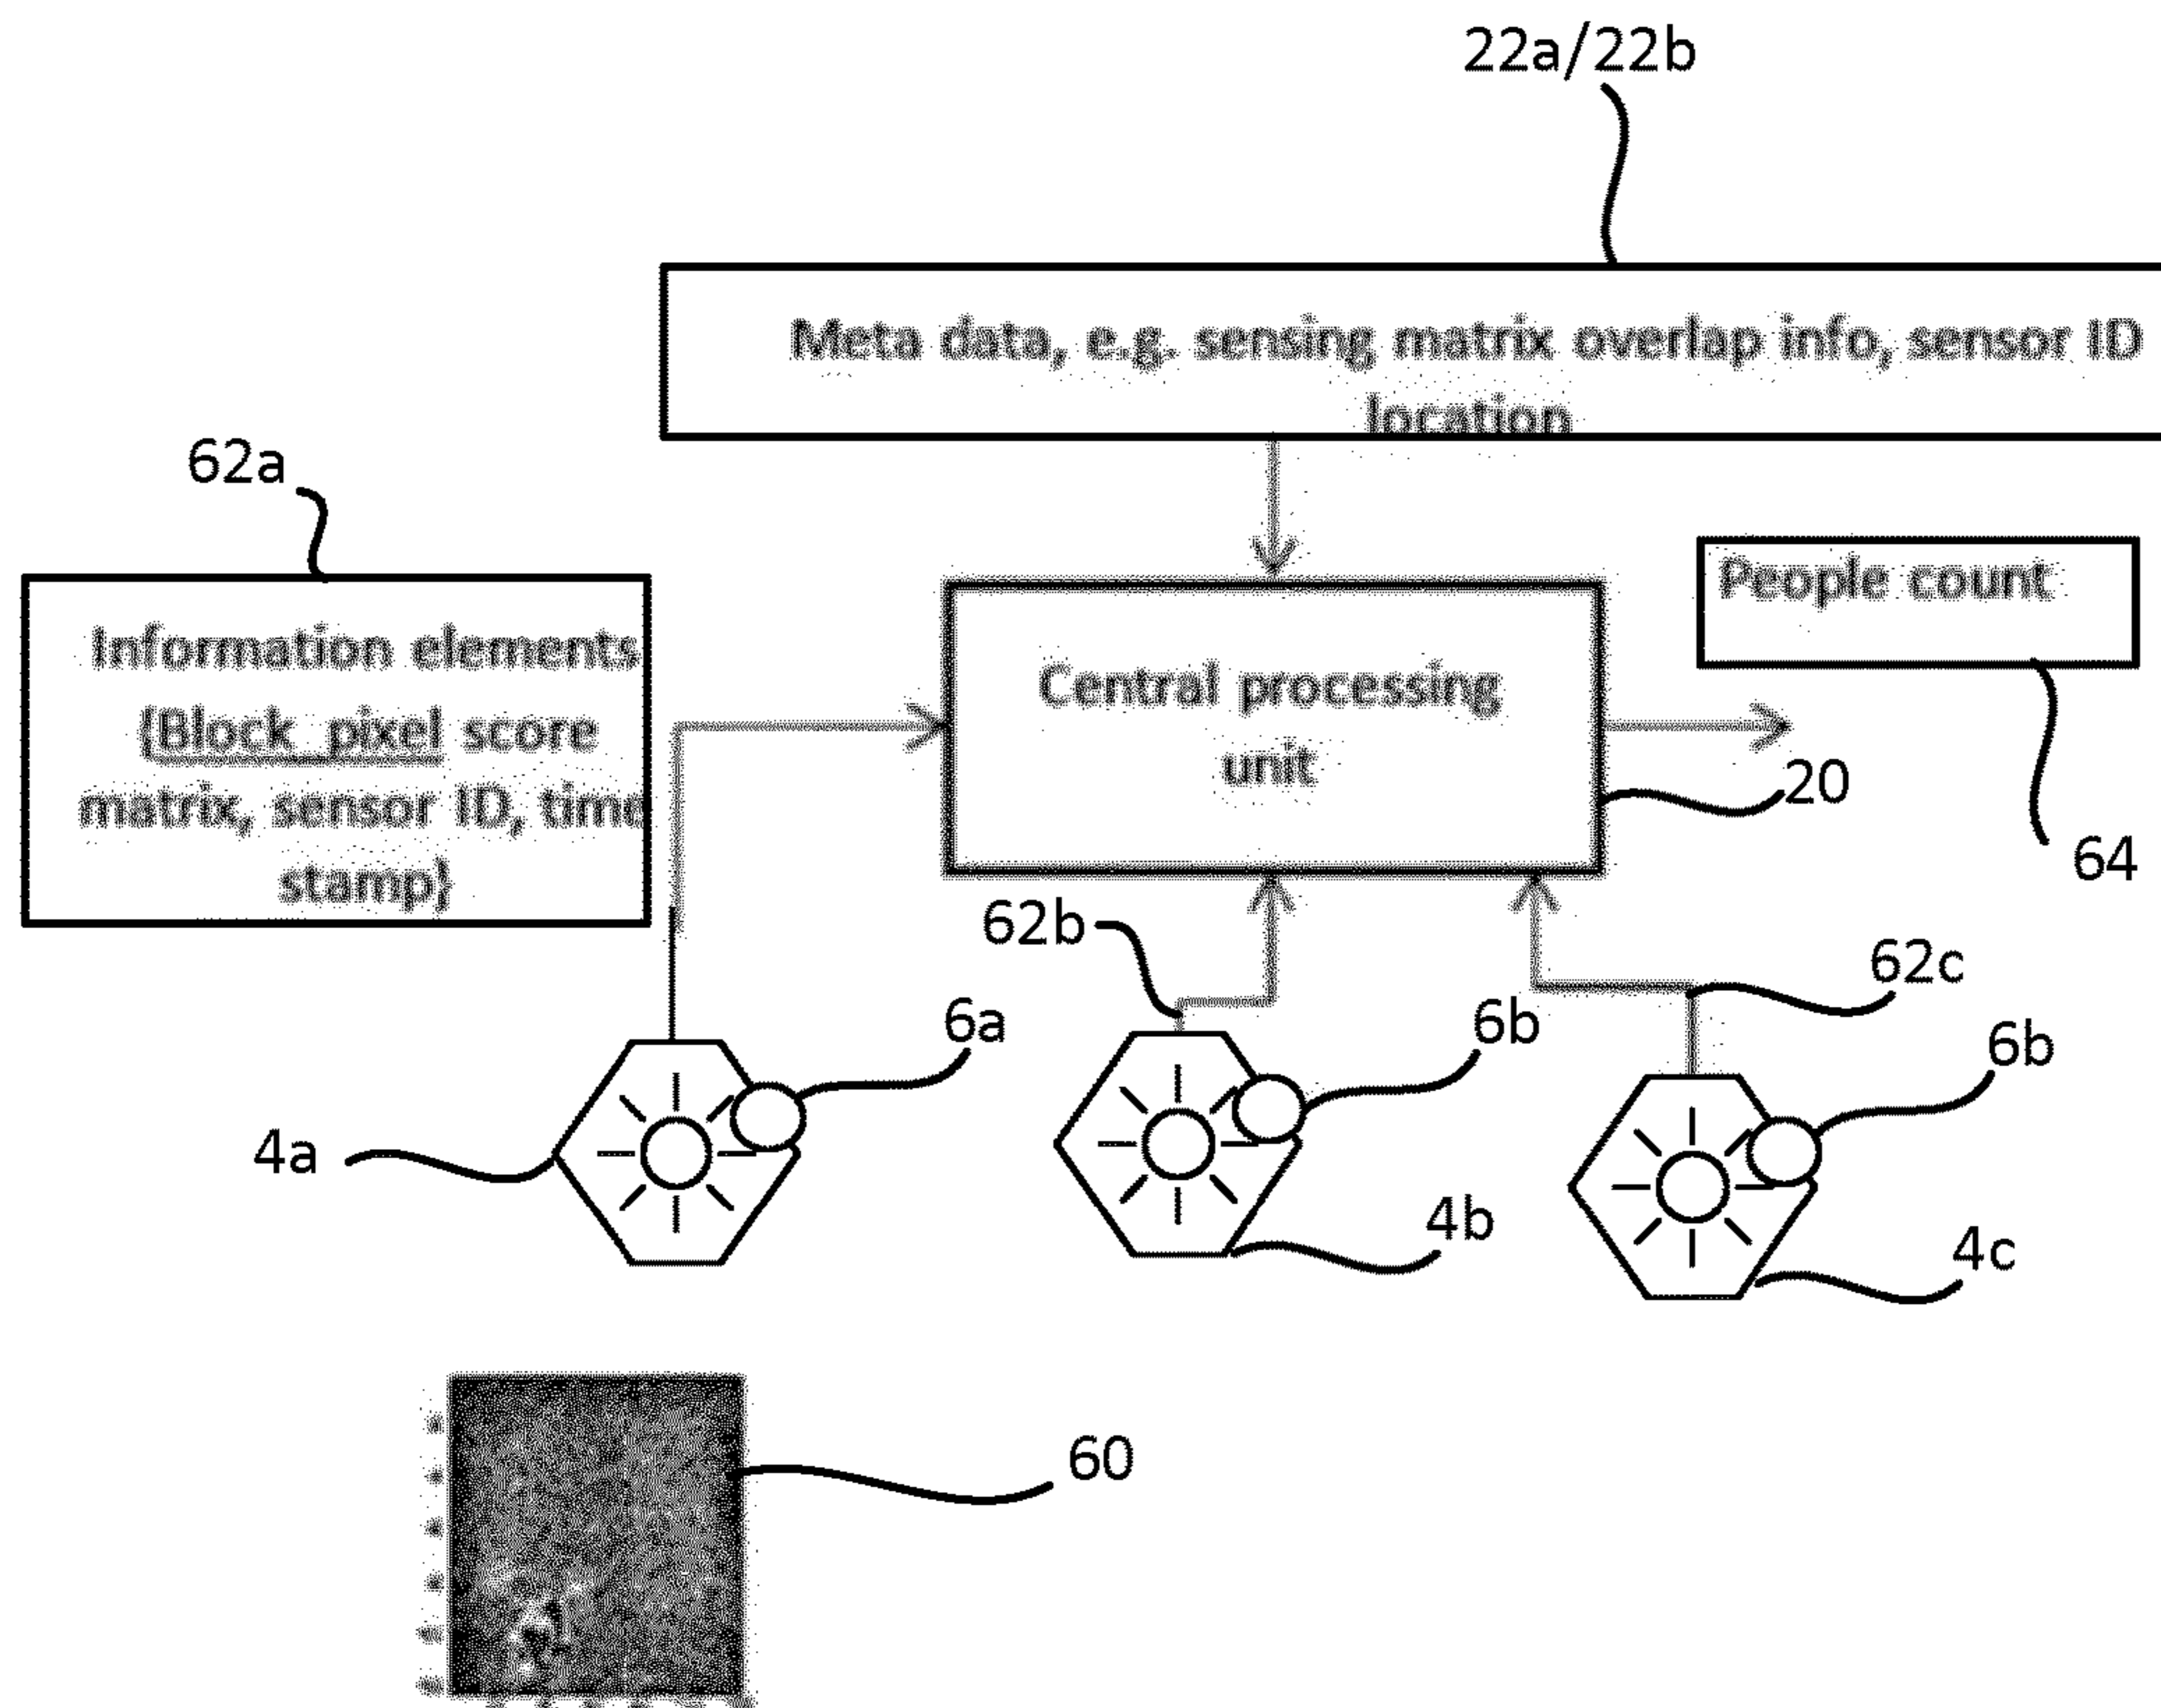 22a/22b
Meta data, e.g. sensing matrix overlap info, sensor ID
location
62a
Information elements
{Block_pixel score
matrix, sensor ID, time
stamp}
People count
Central processing
unit
20
64
62b
62c
6a
6b
6b
4a
4b
4c
60